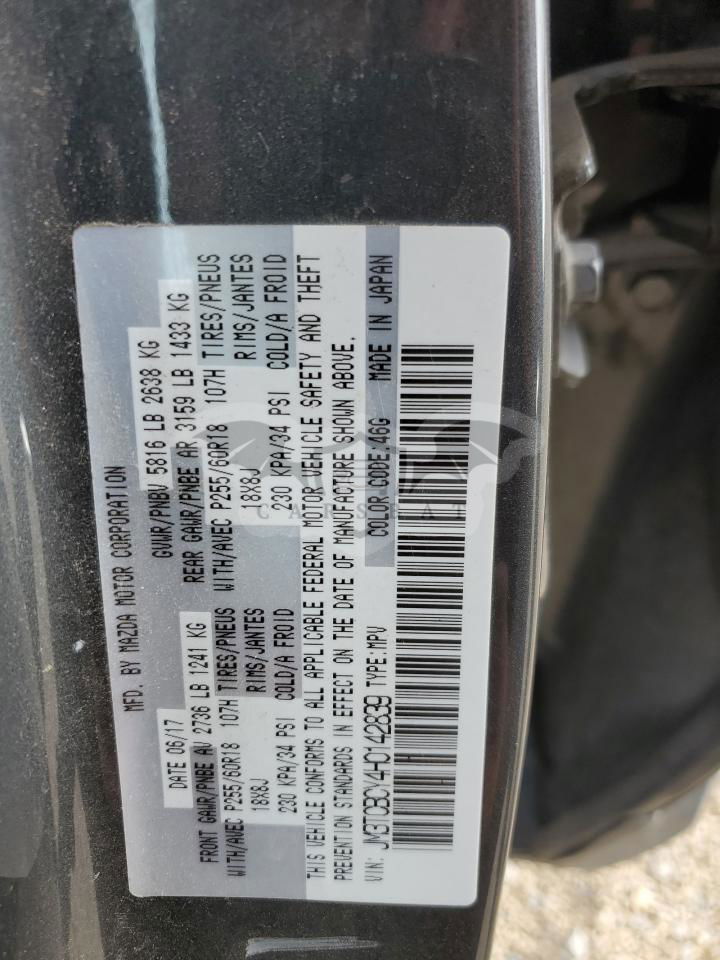 MFD. BY MAZDA MOTOR CORPORATION
DATE 06/17 GVWR/PNBV 5816 LB 2638 KG
FRONT GAWR/PNBE AV 2736 LB 1241 KG REAR GAWR/PNBE AR 3159 LB 1433 KG
WITH/AVEC P255/60R18 107H TIRES/PNEUS WITH/AVEC P255/60R18 107H TIRES/PNEUS
18X8J RIMS/JANTES 18X8J RIMS/JANTES
230 KPA/34 PSI COLD/A FROID 230 KPA/34 PSI COLD/A FROID
THIS VEHICLE CONFORMS TO ALL APPLICABLE FEDERAL MOTOR VEHICLE SAFETY AND THEFT
PREVENTION STANDARDS IN EFFECT ON THE DATE OF MANUFACTURE SHOWN ABOVE.
VIN: JM3TCBCY4H0142839 TYPE:MPV COLOR CODE/46G MADE IN JAPAN
CARSBAT